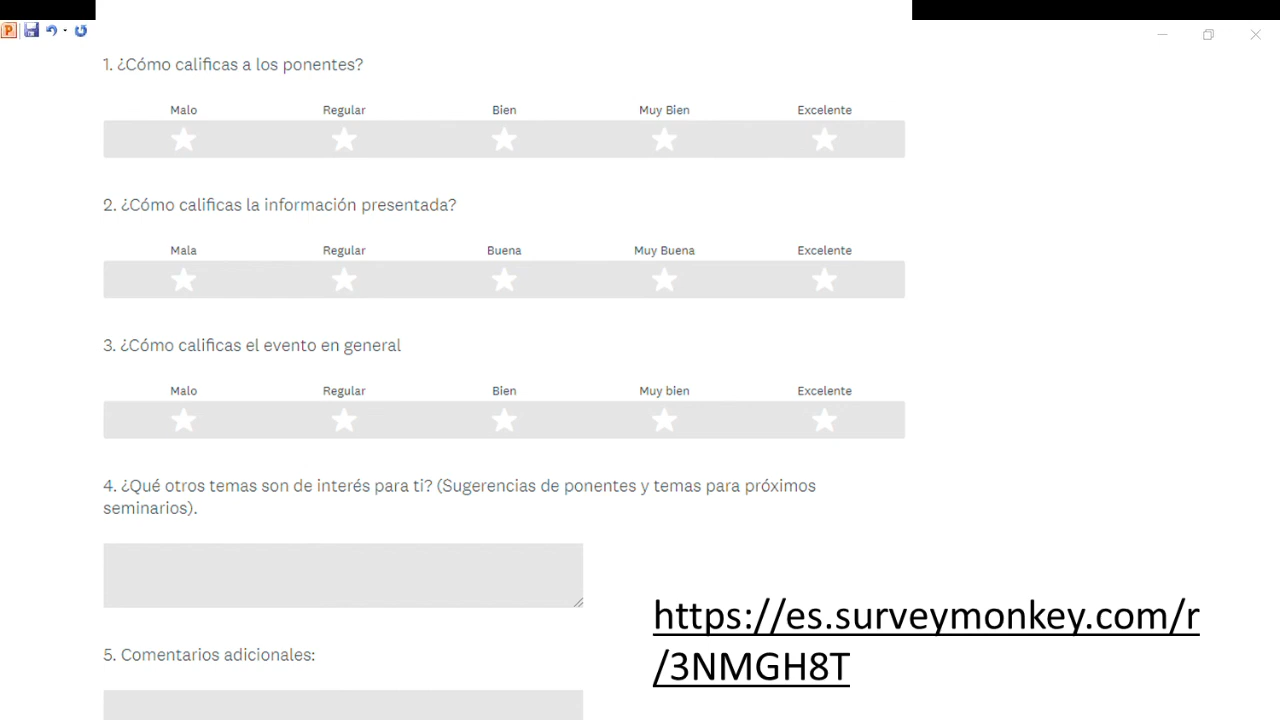 1. ¿Cómo calificas a los ponentes?
Malo Regular Bien Muy Bien Excelente
2. ¿Cómo calificas la información presentada?
Mala Regular Buena Muy Buena Excelente
3. ¿Cómo calificas el evento en general
Malo Regular Bien Muy bien Excelente
4. ¿Qué otros temas son de interés para ti? (Sugerencias de ponentes y temas para próximos
seminarios).
https://es.surveymonkey.com/r
/3NMGH8T
5. Comentarios adicionales: